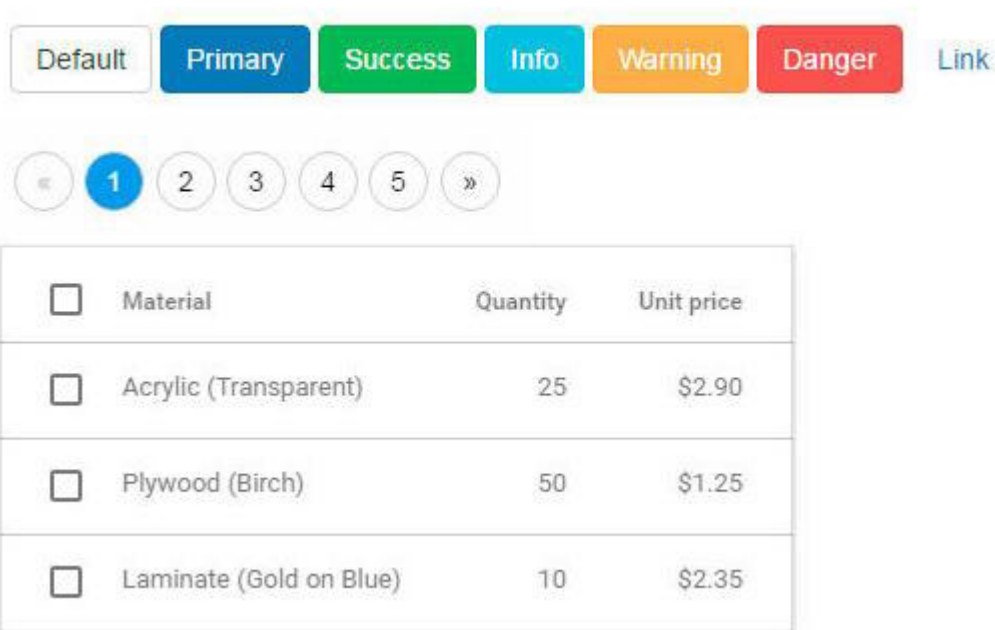 Default Primary Success Info Warning Danger Link
« 1 2 3 4 5 »
Material Quantity Unit price
Acrylic (Transparent) 25 $2.90
Plywood (Birch) 50 $1.25
Laminate (Gold on Blue) 10 $2.35